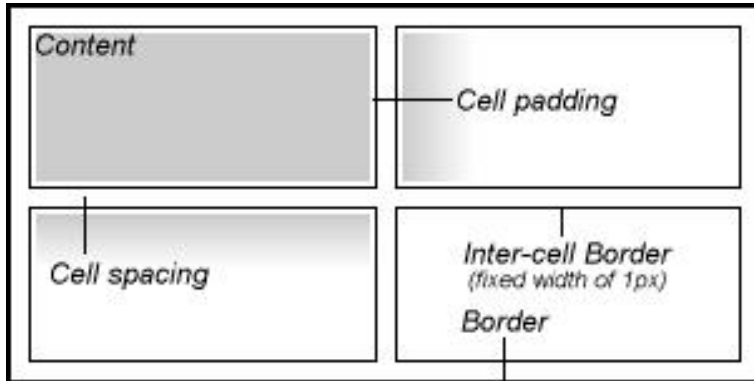 Content
Cell padding
Cell spacing
Inter-cell Border
(fixed width of 1px)
Border